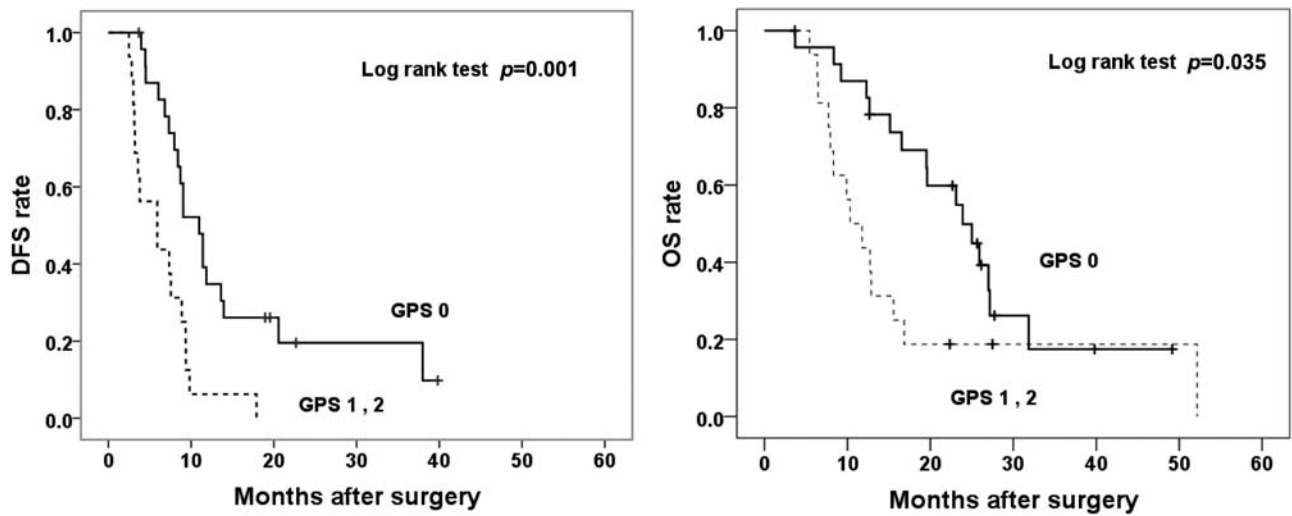 1.0
0.8
0.6
0.4
0.2
0.0
DFS rate
Log rank test p=0.001
GPS 0
GPS 1 , 2
0 10 20 30 40 50 60
Months after surgery
1.0
0.8
0.6
0.4
0.2
0.0
OS rate
Log rank test p=0.035
GPS 0
GPS 1 , 2
0 10 20 30 40 50 60
Months after surgery